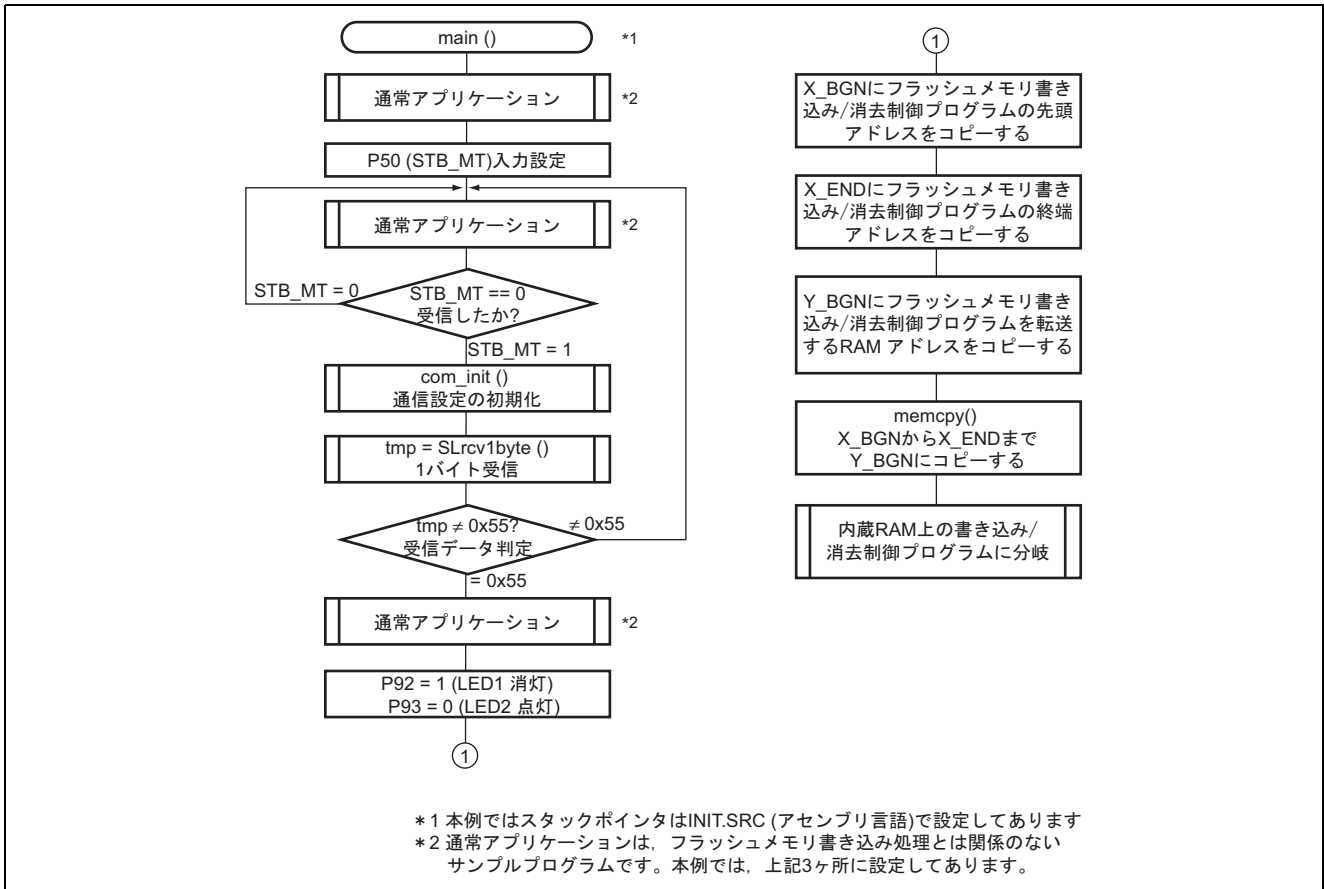 main ()
*1
通常アプリケーション
*2
P50 (STB_MT)入力設定
通常アプリケーション
*2
STB_MT = 0
STB_MT == 0
受信したか?
STB_MT = 1
com_init ()
通信設定の初期化
tmp = SLrcv1byte ()
1バイト受信
tmp ≠ 0x55?
受信データ判定
≠ 0x55
= 0x55
通常アプリケーション
*2
P92 = 1 (LED1 消灯)
P93 = 0 (LED2 点灯)
1
1
X_BGNにフラッシュメモリ書き
込み/消去制御プログラムの先頭
アドレスをコピーする
X_ENDにフラッシュメモリ書き
込み/消去制御プログラムの終端
アドレスをコピーする
Y_BGNにフラッシュメモリ書き
込み/消去制御プログラムを転送
するRAM アドレスをコピーする
memcpy()
X_BGNからX_ENDまで
Y_BGNにコピーする
内蔵RAM上の書き込み/
消去制御プログラムに分岐
*1 本例ではスタックポインタはINIT.SRC (アセンブリ言語)で設定してあります
*2 通常アプリケーションは，フラッシュメモリ書き込み処理とは関係のない
サンプルプログラムです。本例では，上記3ヶ所に設定してあります。